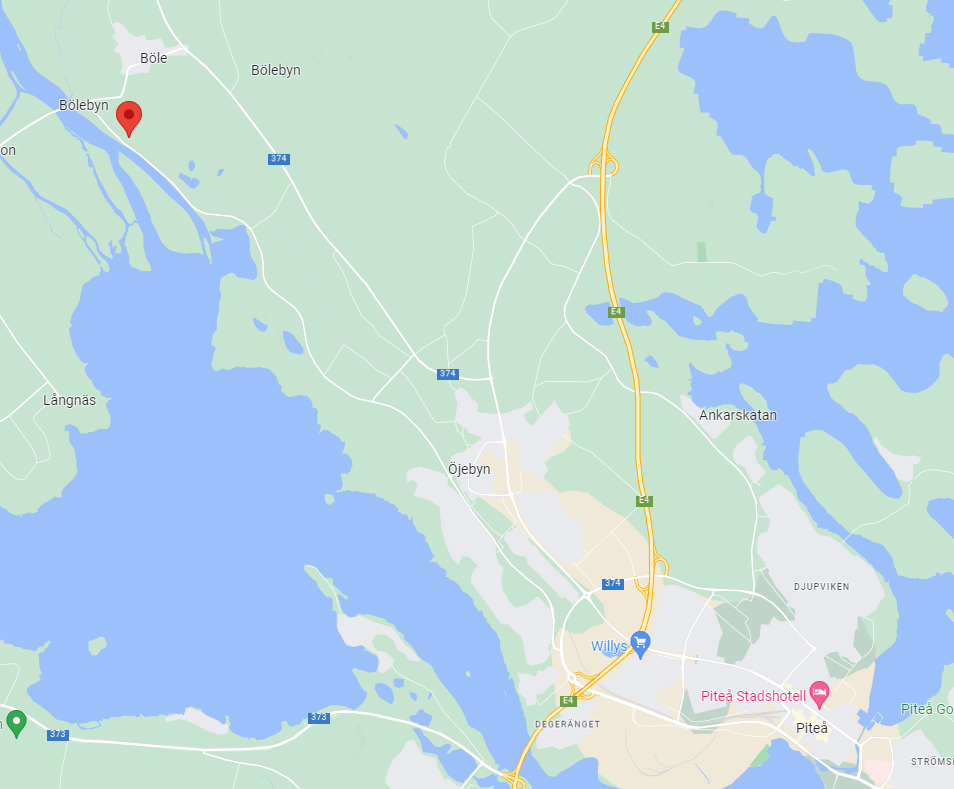 E4
Böle
Bölebyn
Bölebyn
on
374
E4
374
Långnäs
Ankarskatan
Öjebyn
E4
374
DJUPVIKEN
Willys
Piteå Stadshotell
E4
Piteå Go
373
DEGERÄNGET
Piteå
373
STRÖMS